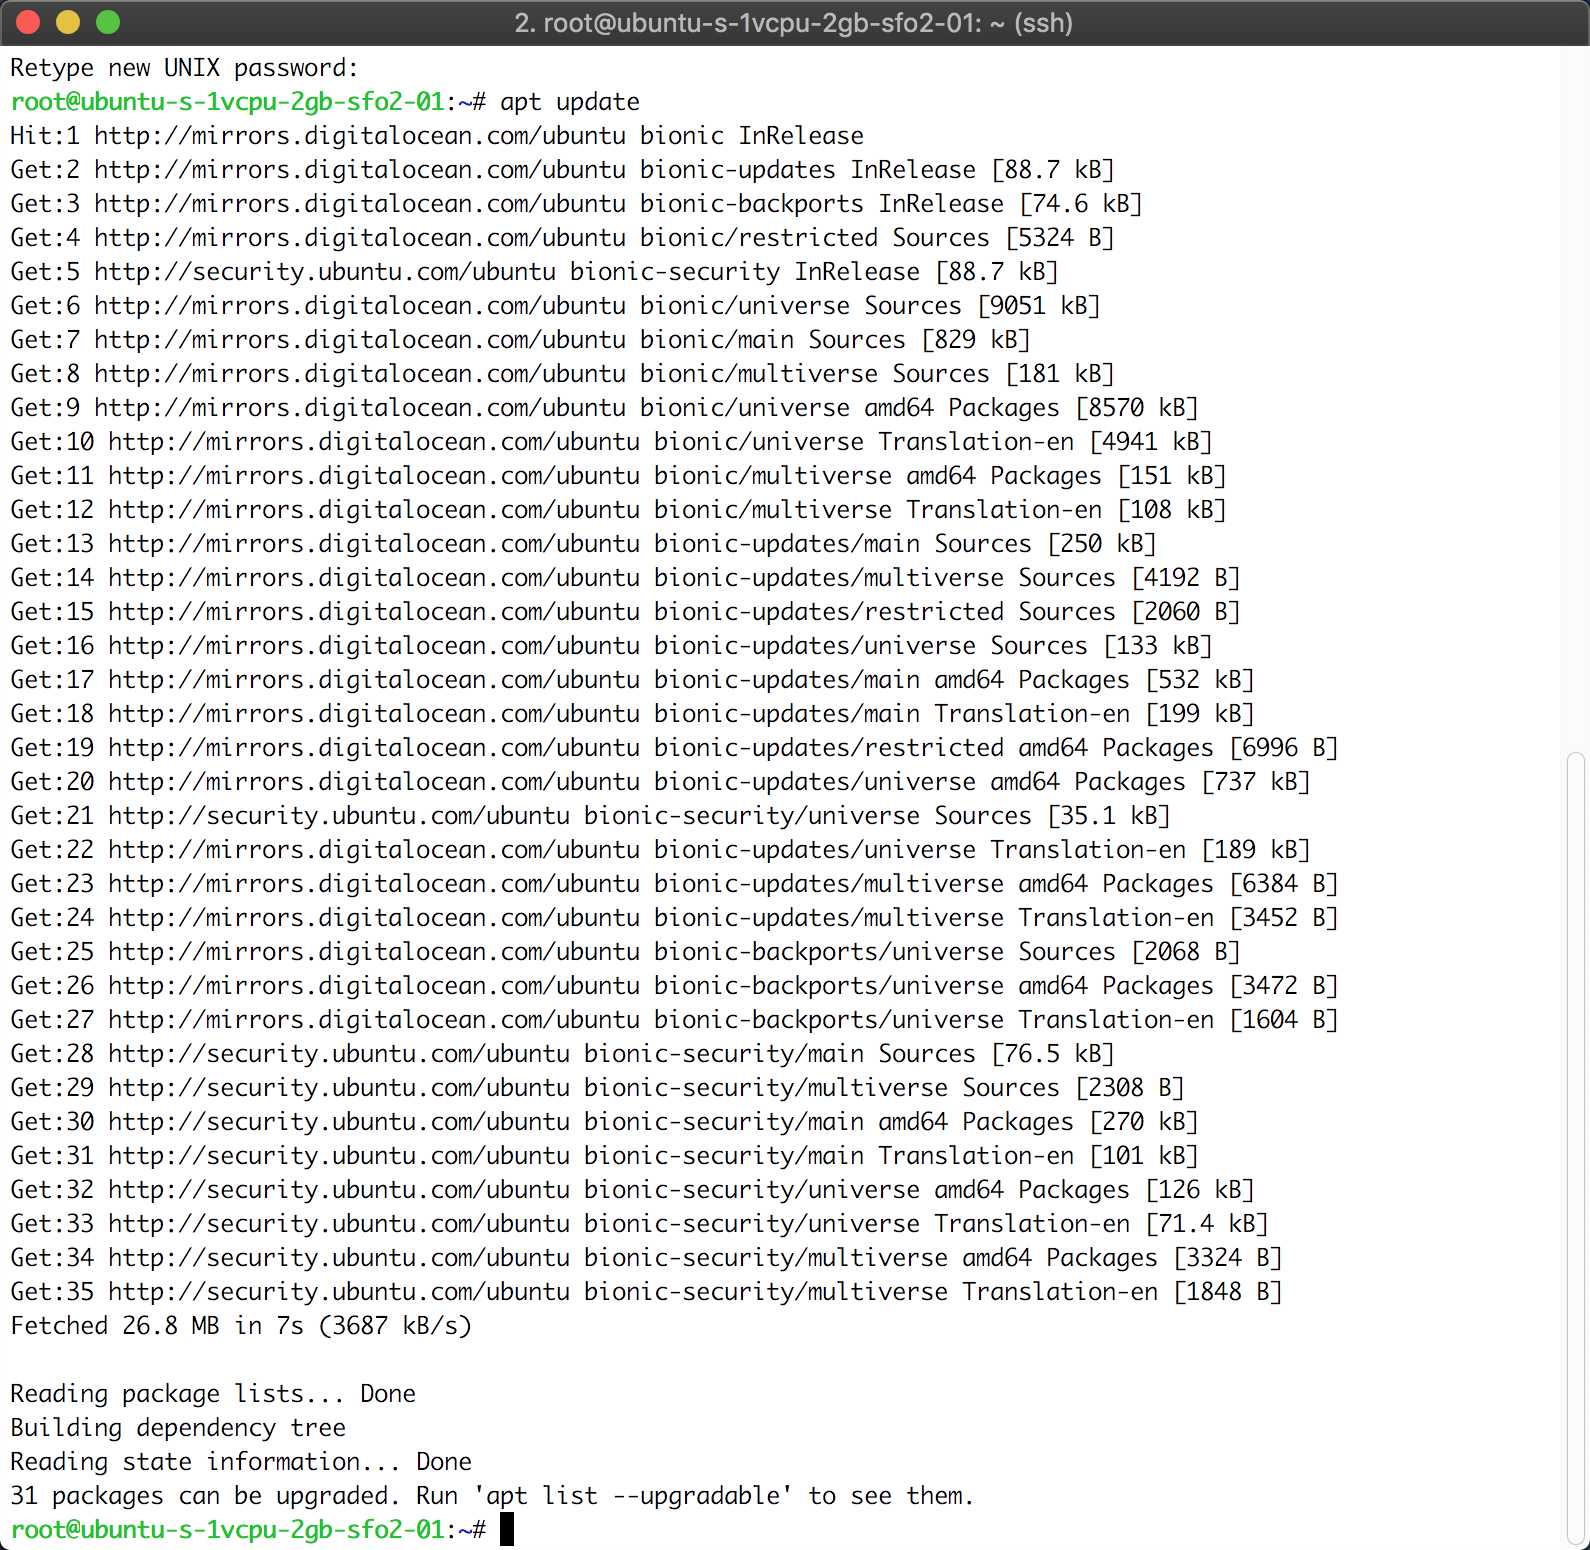 2. root@ubuntu-s-1vcpu-2gb-sfo2-01: ~ (ssh)
Retype new UNIX password:
root@ubuntu-s-1vcpu-2gb-sfo2-01:~# apt update
Hit:1 http://mirrors.digitalocean.com/ubuntu bionic InRelease
Get:2 http://mirrors.digitalocean.com/ubuntu bionic-updates InRelease [88.7 kB]
Get:3 http://mirrors.digitalocean.com/ubuntu bionic-backports InRelease [74.6 kB]
Get:4 http://mirrors.digitalocean.com/ubuntu bionic/restricted Sources [5324 B]
Get:5 http://security.ubuntu.com/ubuntu bionic-security InRelease [88.7 kB]
Get:6 http://mirrors.digitalocean.com/ubuntu bionic/universe Sources [9051 kB]
Get:7 http://mirrors.digitalocean.com/ubuntu bionic/main Sources [829 kB]
Get:8 http://mirrors.digitalocean.com/ubuntu bionic/multiverse Sources [181 kB]
Get:9 http://mirrors.digitalocean.com/ubuntu bionic/universe amd64 Packages [8570 kB]
Get:10 http://mirrors.digitalocean.com/ubuntu bionic/universe Translation-en [4941 kB]
Get:11 http://mirrors.digitalocean.com/ubuntu bionic/multiverse amd64 Packages [151 kB]
Get:12 http://mirrors.digitalocean.com/ubuntu bionic/multiverse Translation-en [108 kB]
Get:13 http://mirrors.digitalocean.com/ubuntu bionic-updates/main Sources [250 kB]
Get:14 http://mirrors.digitalocean.com/ubuntu bionic-updates/multiverse Sources [4192 B]
Get:15 http://mirrors.digitalocean.com/ubuntu bionic-updates/restricted Sources [2060 B]
Get:16 http://mirrors.digitalocean.com/ubuntu bionic-updates/universe Sources [133 kB]
Get:17 http://mirrors.digitalocean.com/ubuntu bionic-updates/main amd64 Packages [532 kB]
Get:18 http://mirrors.digitalocean.com/ubuntu bionic-updates/main Translation-en [199 kB]
Get:19 http://mirrors.digitalocean.com/ubuntu bionic-updates/restricted amd64 Packages [6996 B]
Get:20 http://mirrors.digitalocean.com/ubuntu bionic-updates/universe amd64 Packages [737 kB]
Get:21 http://security.ubuntu.com/ubuntu bionic-security/universe Sources [35.1 kB]
Get:22 http://mirrors.digitalocean.com/ubuntu bionic-updates/universe Translation-en [189 kB]
Get:23 http://mirrors.digitalocean.com/ubuntu bionic-updates/multiverse amd64 Packages [6384 B]
Get:24 http://mirrors.digitalocean.com/ubuntu bionic-updates/multiverse Translation-en [3452 B]
Get:25 http://mirrors.digitalocean.com/ubuntu bionic-backports/universe Sources [2068 B]
Get:26 http://mirrors.digitalocean.com/ubuntu bionic-backports/universe amd64 Packages [3472 B]
Get:27 http://mirrors.digitalocean.com/ubuntu bionic-backports/universe Translation-en [1604 B]
Get:28 http://security.ubuntu.com/ubuntu bionic-security/main Sources [76.5 kB]
Get:29 http://security.ubuntu.com/ubuntu bionic-security/multiverse Sources [2308 B]
Get:30 http://security.ubuntu.com/ubuntu bionic-security/main amd64 Packages [270 kB]
Get:31 http://security.ubuntu.com/ubuntu bionic-security/main Translation-en [101 kB]
Get:32 http://security.ubuntu.com/ubuntu bionic-security/universe amd64 Packages [126 kB]
Get:33 http://security.ubuntu.com/ubuntu bionic-security/universe Translation-en [71.4 kB]
Get:34 http://security.ubuntu.com/ubuntu bionic-security/multiverse amd64 Packages [3324 B]
Get:35 http://security.ubuntu.com/ubuntu bionic-security/multiverse Translation-en [1848 B]
Fetched 26.8 MB in 7s (3687 kB/s)
Reading package lists... Done
Building dependency tree
Reading state information... Done
31 packages can be upgraded. Run 'apt list --upgradable' to see them.
root@ubuntu-s-1vcpu-2gb-sfo2-01:~#